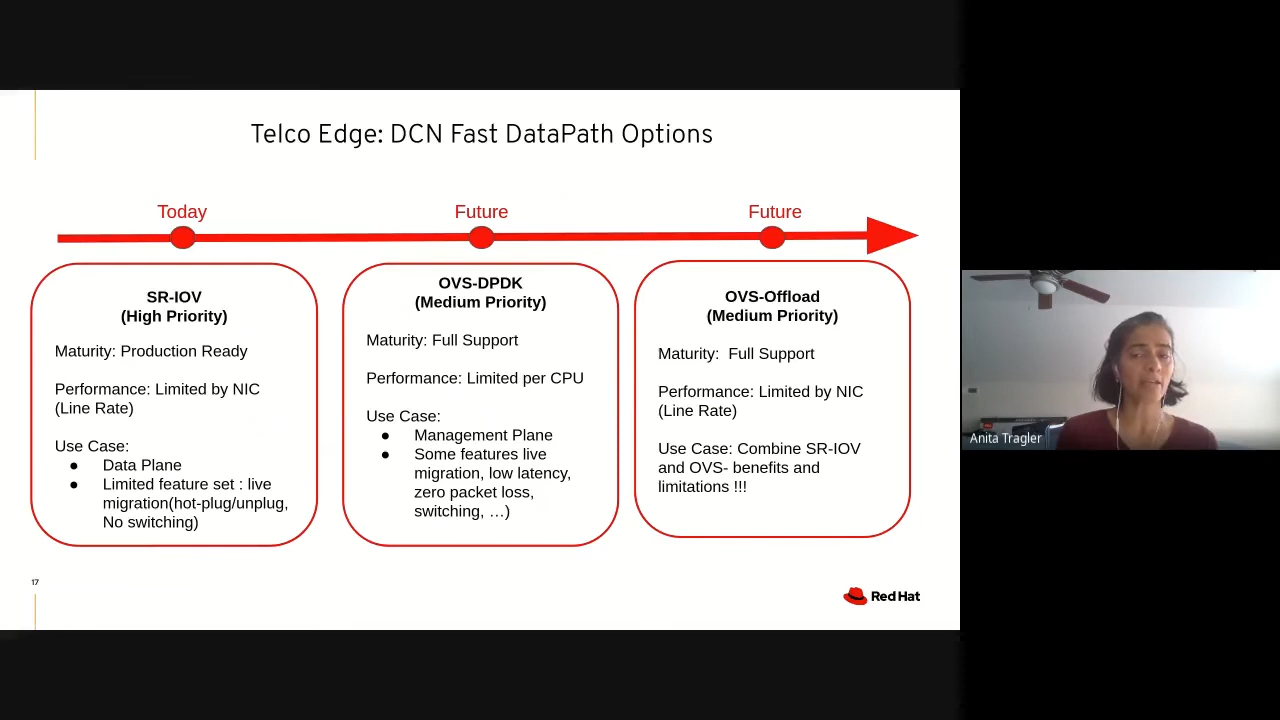 Telco Edge: DCN Fast DataPath Options
Today
Future
Future
SR-IOV
(High Priority)
Maturity: Production Ready
Performance: Limited by NIC
(Line Rate)
Use Case:
● Data Plane
● Limited feature set : live
migration(hot-plug/unplug,
No switching)
OVS-DPDK
(Medium Priority)
Maturity: Full Support
Performance: Limited per CPU
Use Case:
● Management Plane
● Some features live
migration, low latency,
zero packet loss,
switching, …)
OVS-Offload
(Medium Priority)
Maturity:  Full Support
Performance: Limited by NIC
(Line Rate)
Use Case: Combine SR-IOV
and OVS- benefits and
limitations !!!
17
Red Hat
Anita Tragler